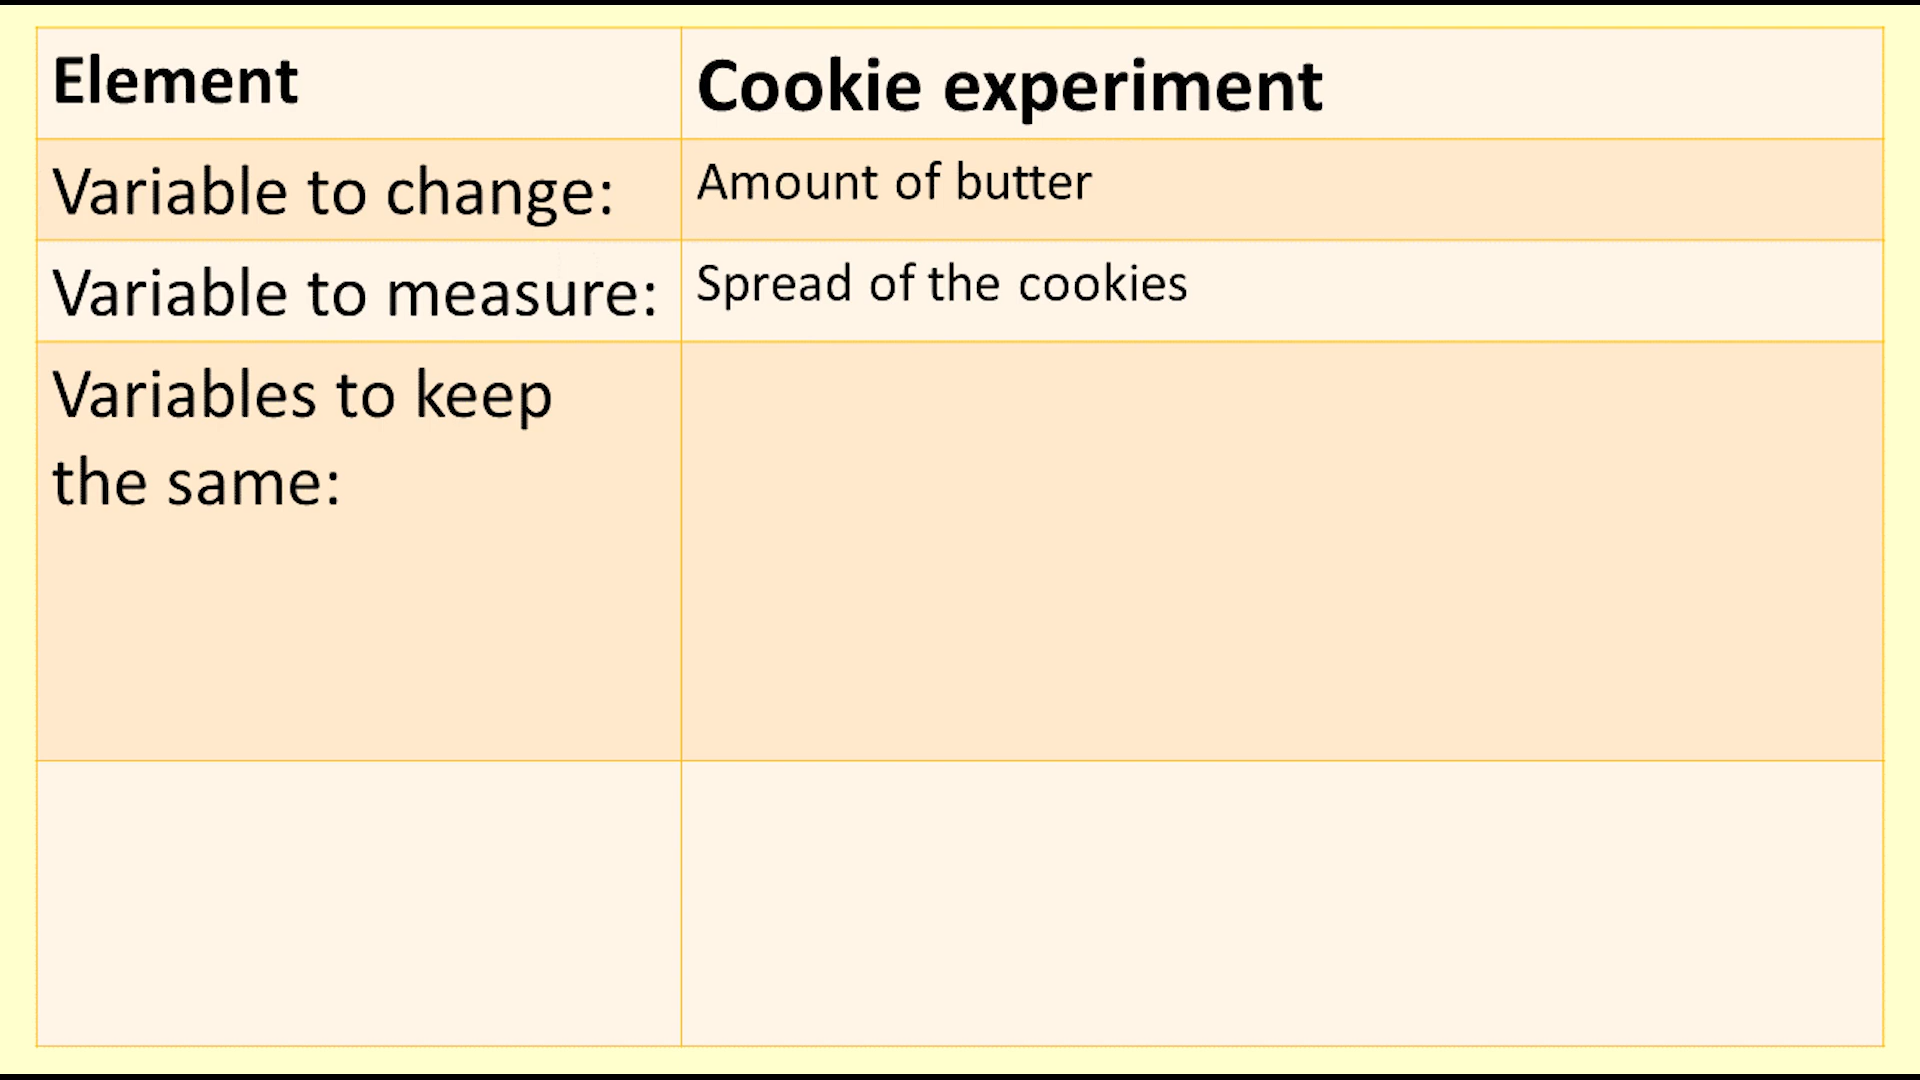 Element
Cookie experiment
Variable to change:
Amount of butter
Variable to measure:
Spread of the cookies
Variables to keep
the same: